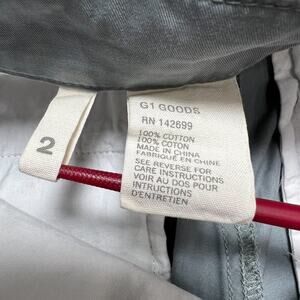 G1 GOODS
RN 142699
100% COTTON
100% COTON
MADE IN CHINA
FABRIQUÉ EN CHINE
SEE REVERSE FOR
CARE INSTRUCTIONS
VOIR AU DOS POUR
INSTRUCTIONS
D'ENTRETIEN
2